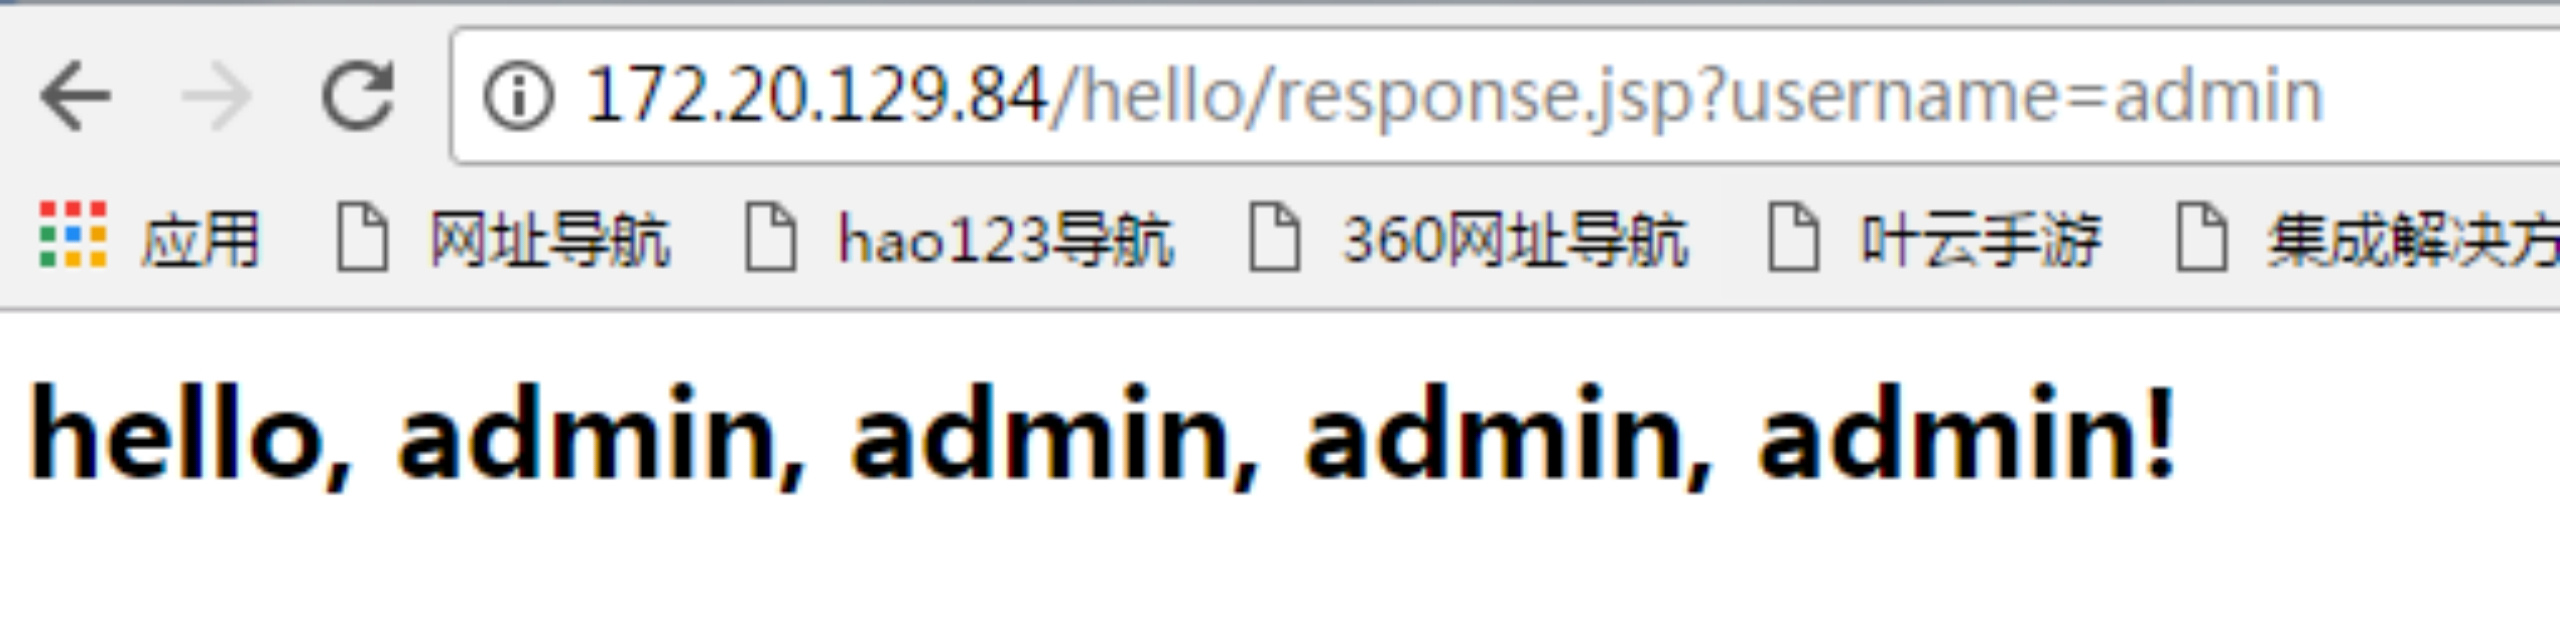 172.20.129.84/hello/response.jsp?username=admin
应用 网址导航 hao123导航 360网址导航 叶云手游 集成解决方
hello, admin, admin, admin, admin!